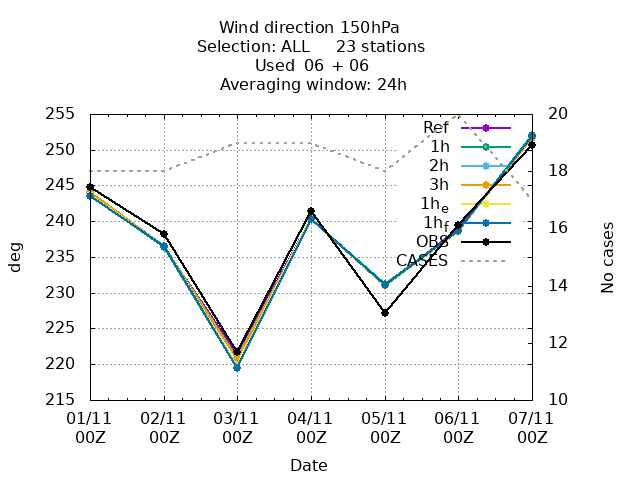 Wind direction 150hPa
Selection: ALL 23 stations
Used 06 + 06
Averaging window: 24h
255 20
250
245 18
240
235 16
230 14
225
220 12
215 10
deg
No cases
Ref
1h
2h
3h
1he
1hf
OBS
CASES
01/11 02/11 03/11 04/11 05/11 06/11 07/11
00Z 00Z 00Z 00Z 00Z 00Z 00Z
Date